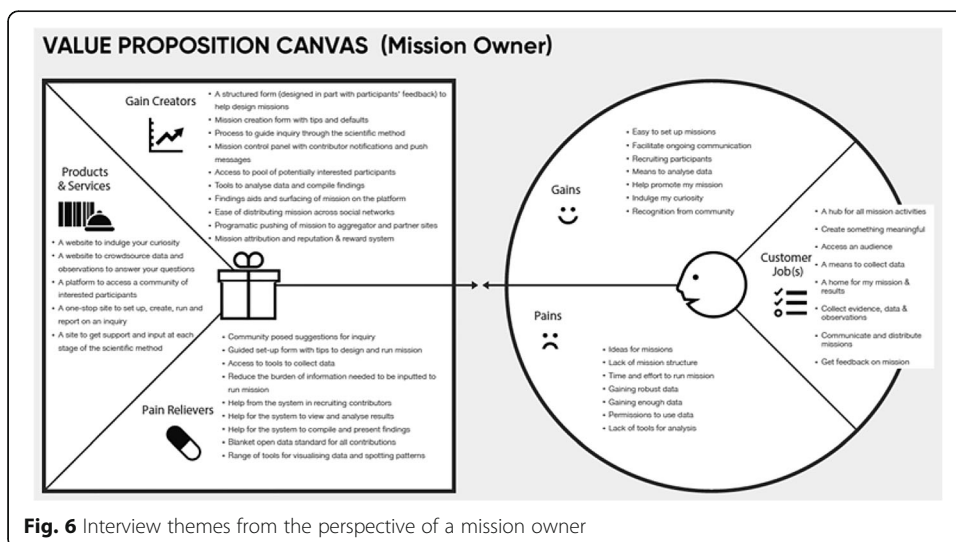 VALUE PROPOSITION CANVAS (Mission Owner)
Gain Creators
• A structured form (designed in part with participants' feedback) to
help design missions
• Mission creation form with tips and defaults
• Process to guide inquiry through the scientific method
• Mission control panel with contributor notifications and push
messages
• Access to pool of potentially interested participants
• Tools to analyse data and compile findings
• Findings aids and surfacing of mission on the platform
• Ease of distributing mission across social networks
• Programatic pushing of mission to aggregator and partner sites
• Mission attribution and reputation & reward system
Products
& Services
• A website to indulge your curiosity
• A website to crowdsource data and
observations to answer your questions
• A platform to access a community of
interested participants
• A one-stop site to set up, create, run and
report on an inquiry
• A site to get support and input at each
stage of the scientific method
Pain Relievers
• Community posed suggestions for inquiry
• Guided set-up form with tips to design and run mission
• Access to tools to collect data
• Reduce the burden of information needed to be inputted to
run mission
• Help from the system in recruiting contributors
• Help for the system to view and analyse results
• Help for the system to compile and present findings
• Blanket open data standard for all contributions
• Range of tools for visualising data and spotting patterns
Gains
• Easy to set up missions
• Facilitate ongoing communication
• Recruiting participants
• Means to analyse data
• Help promote my mission
• Indulge my curiosity
• Recognition from community
Pains
• Ideas for missions
• Lack of mission structure
• Time and effort to run mission
• Gaining robust data
• Gaining enough data
• Permissions to use data
• Lack of tools for analysis
Customer
Job(s)
• A hub for all mission activities
• Create something meaningful
• Access an audience
• A means to collect data
• A home for my mission &
results
• Collect evidence, data &
observations
• Communicate and distribute
missions
• Get feedback on mission
Fig. 6 Interview themes from the perspective of a mission owner